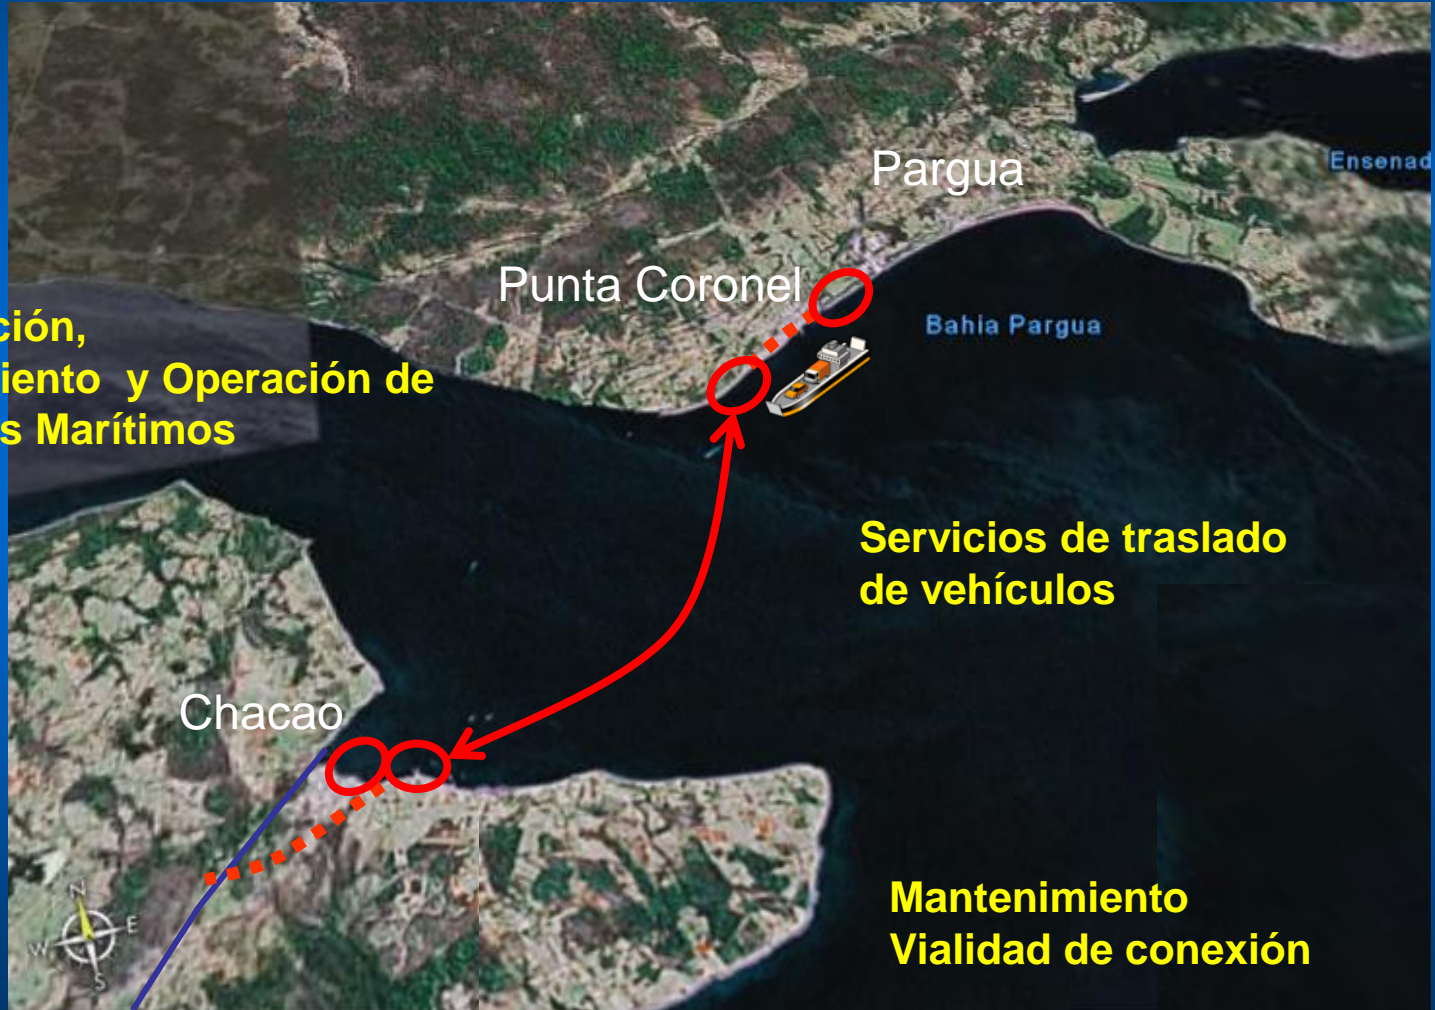 Pargua
Ensenad
Punta Coronel
Bahia Pargua
ción,
iento y Operación de
s Marítimos
Servicios de traslado
de vehículos
Chacao
Mantenimiento
Vialidad de conexión
N
W E
S